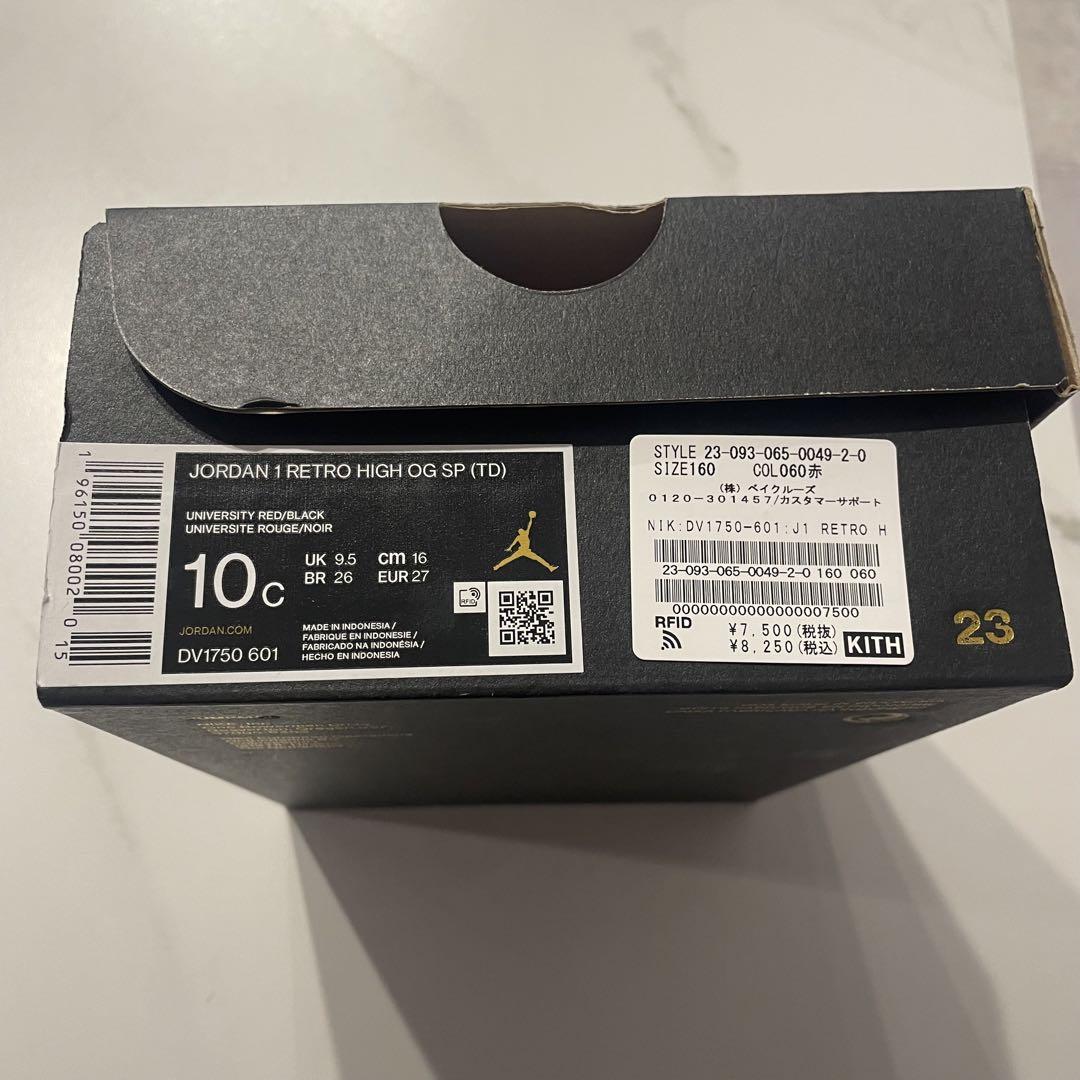 JORDAN 1 RETRO HIGH OG SP (TD)
UNIVERSITY RED/BLACK
UNIVERSITE ROUGE/NOIR
10c
UK 9.5 cm 16
BR 26 EUR 27
RFID
JORDAN.COM
DV1750 601
MADE IN INDONESIA/
FABRIQUE EN INDONESIE/
FABRICADO NA INDONÉSIA/
HECHO EN INDONESIA
1 96150 08002 0
15
STYLE 23-093-065-0049-2-0
SIZE160 COL060赤
(株)ベイクルーズ
0120-301457/カスタマーサポート
NIK:DV1750-601:J1 RETRO H
23-093-065-0049-2-0 160 060
00000000000000007500
RFID
¥7,500(税抜)
¥8,250(税込)
KITH
23